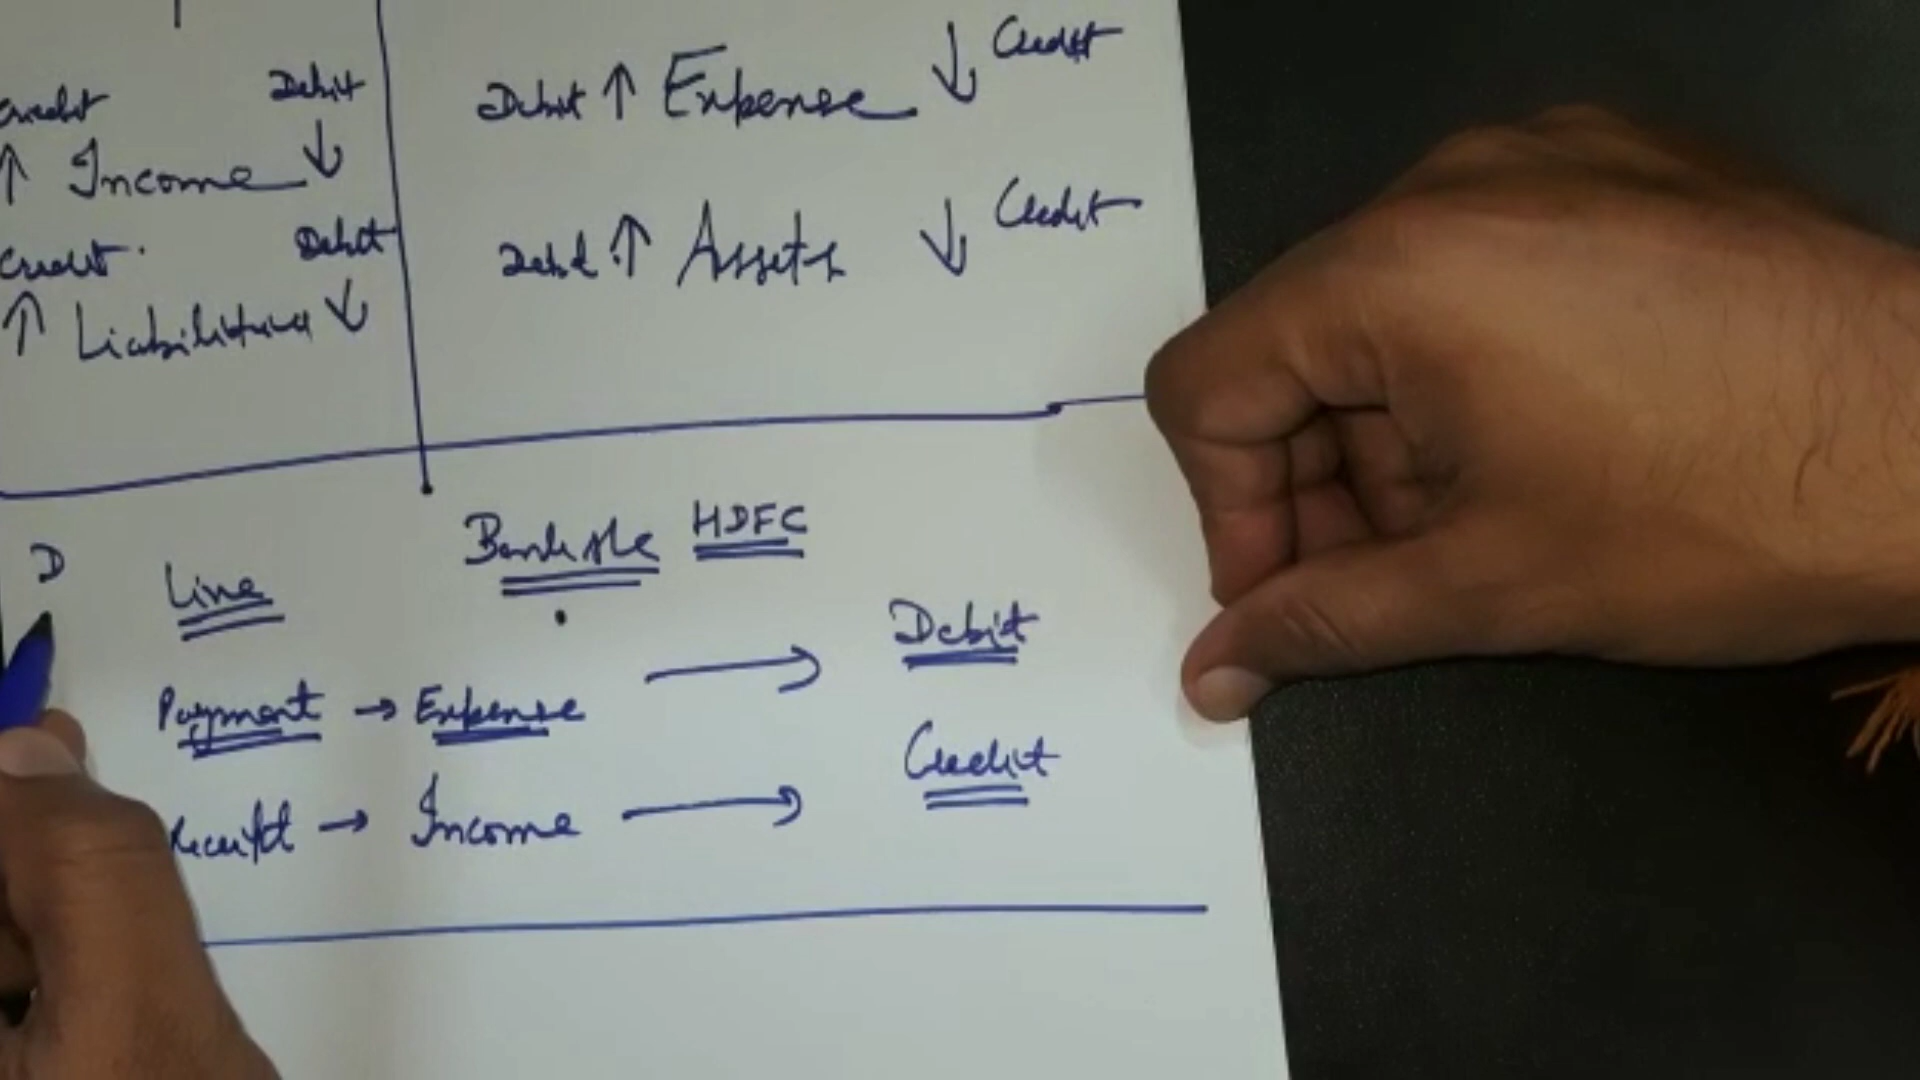 Credit Debit
↑ Income ↓
Credit Debit
↑ Liabilities ↓
Debit ↑ Expense ↓ Credit
Debit ↑ Assets ↓ Credit
D
Line HDFC
Payment → Expense → Debit
Receipt → Income → Credit